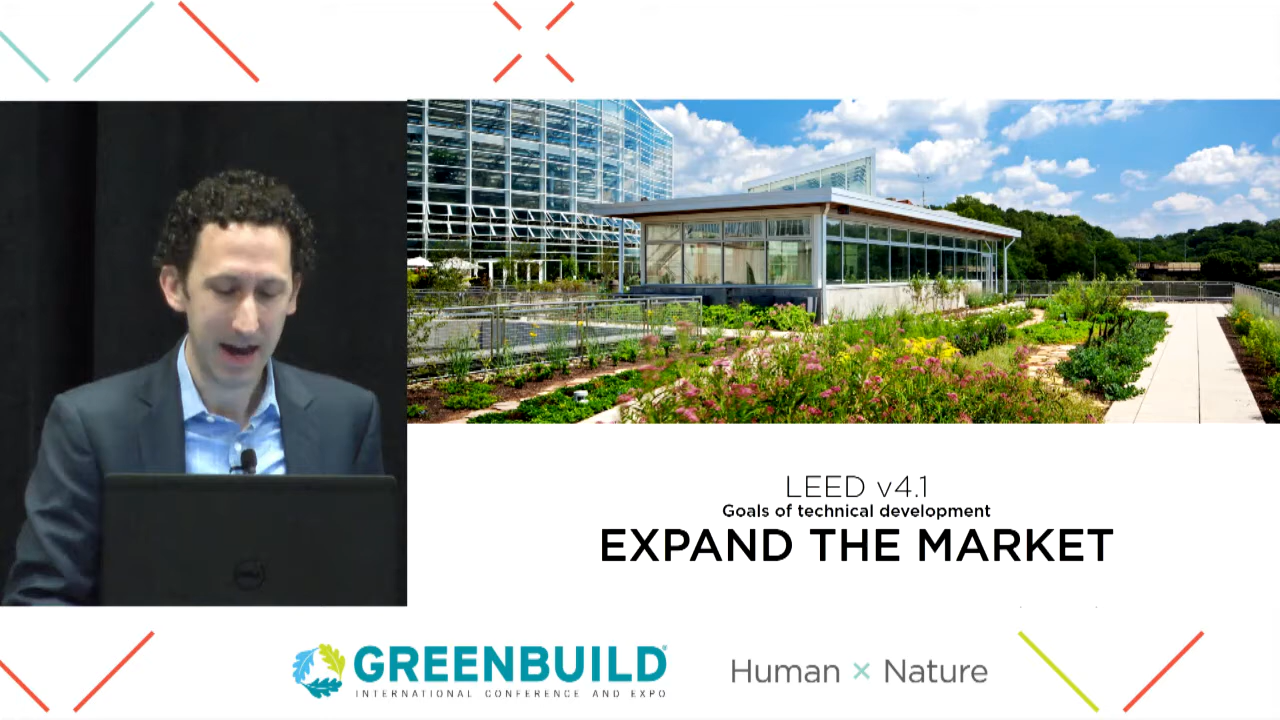 LEED v4.1
Goals of technical development
EXPAND THE MARKET
GREENBUILD
INTERNATIONAL CONFERENCE AND EXPO
Human × Nature